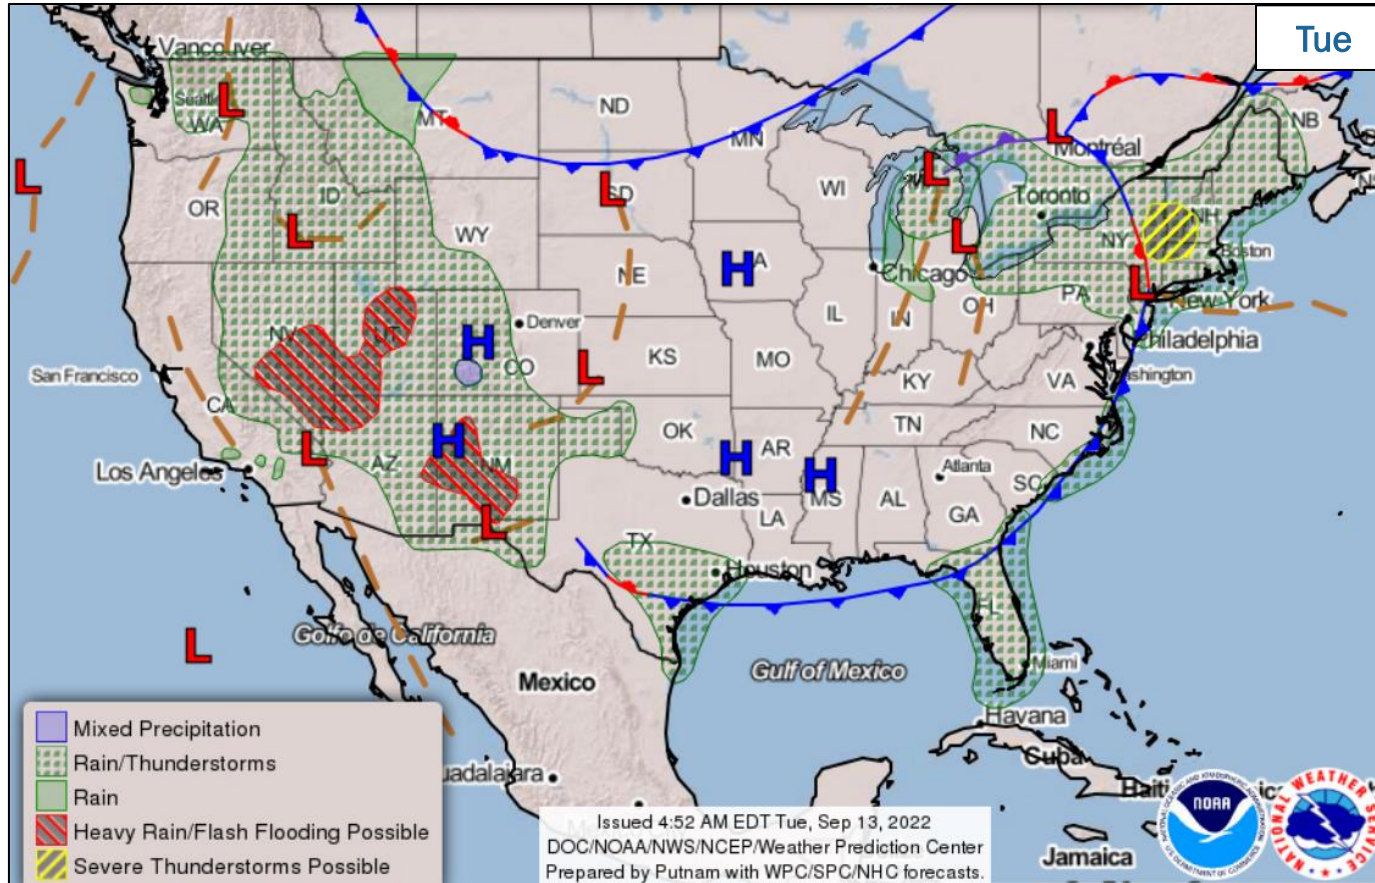 Tue
Vancouver
Seattle
WA
MT
ND
MN
Montréal
NB
ID
OR
SD
WI
Toronto
NH
WY
NY
Boston
NE
Chicago
PA
New York
NV
UT
Denver
IL
IN
OH
Philadelphia
San Francisco
CO
KS
MO
KY
VA
Washington
CA
OK
AR
TN
NC
Los Angeles
AZ
NM
Dallas
LA
MS
AL
Atlanta
GA
SC
TX
Houston
FL
Golfo de California
Gulf of Mexico
Miami
Mexico
Havana
Cuba
Jamaica
L
L
L
L
L
L
L
L
L
L
L
L
L
H
H
H
H
H
Mixed Precipitation
Rain/Thunderstorms
Rain
Heavy Rain/Flash Flooding Possible
Severe Thunderstorms Possible
Issued 4:52 AM EDT Tue, Sep 13, 2022
DOC/NOAA/NWS/NCEP/Weather Prediction Center
Prepared by Putnam with WPC/SPC/NHC forecasts.
NOAA
NATIONAL WEATHER SERVICE